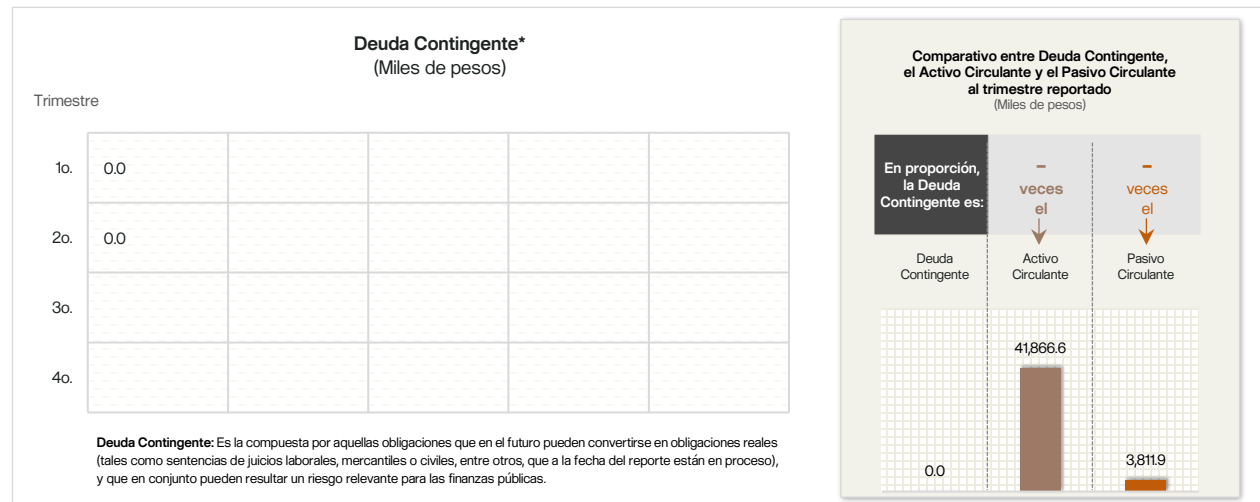 Deuda Contingente*
(Miles de pesos)
Trimestre
1o. 0.0
2o. 0.0
3o.
4o.
Deuda Contingente: Es la compuesta por aquellas obligaciones que en el futuro pueden convertirse en obligaciones reales
(tales como sentencias de juicios laborales, mercantiles o civiles, entre otros, que a la fecha del reporte están en proceso),
y que en conjunto pueden resultar un riesgo relevante para las finanzas públicas.
Comparativo entre Deuda Contingente,
el Activo Circulante y el Pasivo Circulante
al trimestre reportado
(Miles de pesos)
En proporción,
la Deuda
Contingente es:
–
veces
el
–
veces
el
Deuda
Contingente
Activo
Circulante
Pasivo
Circulante
0.0
41,866.6
3,811.9